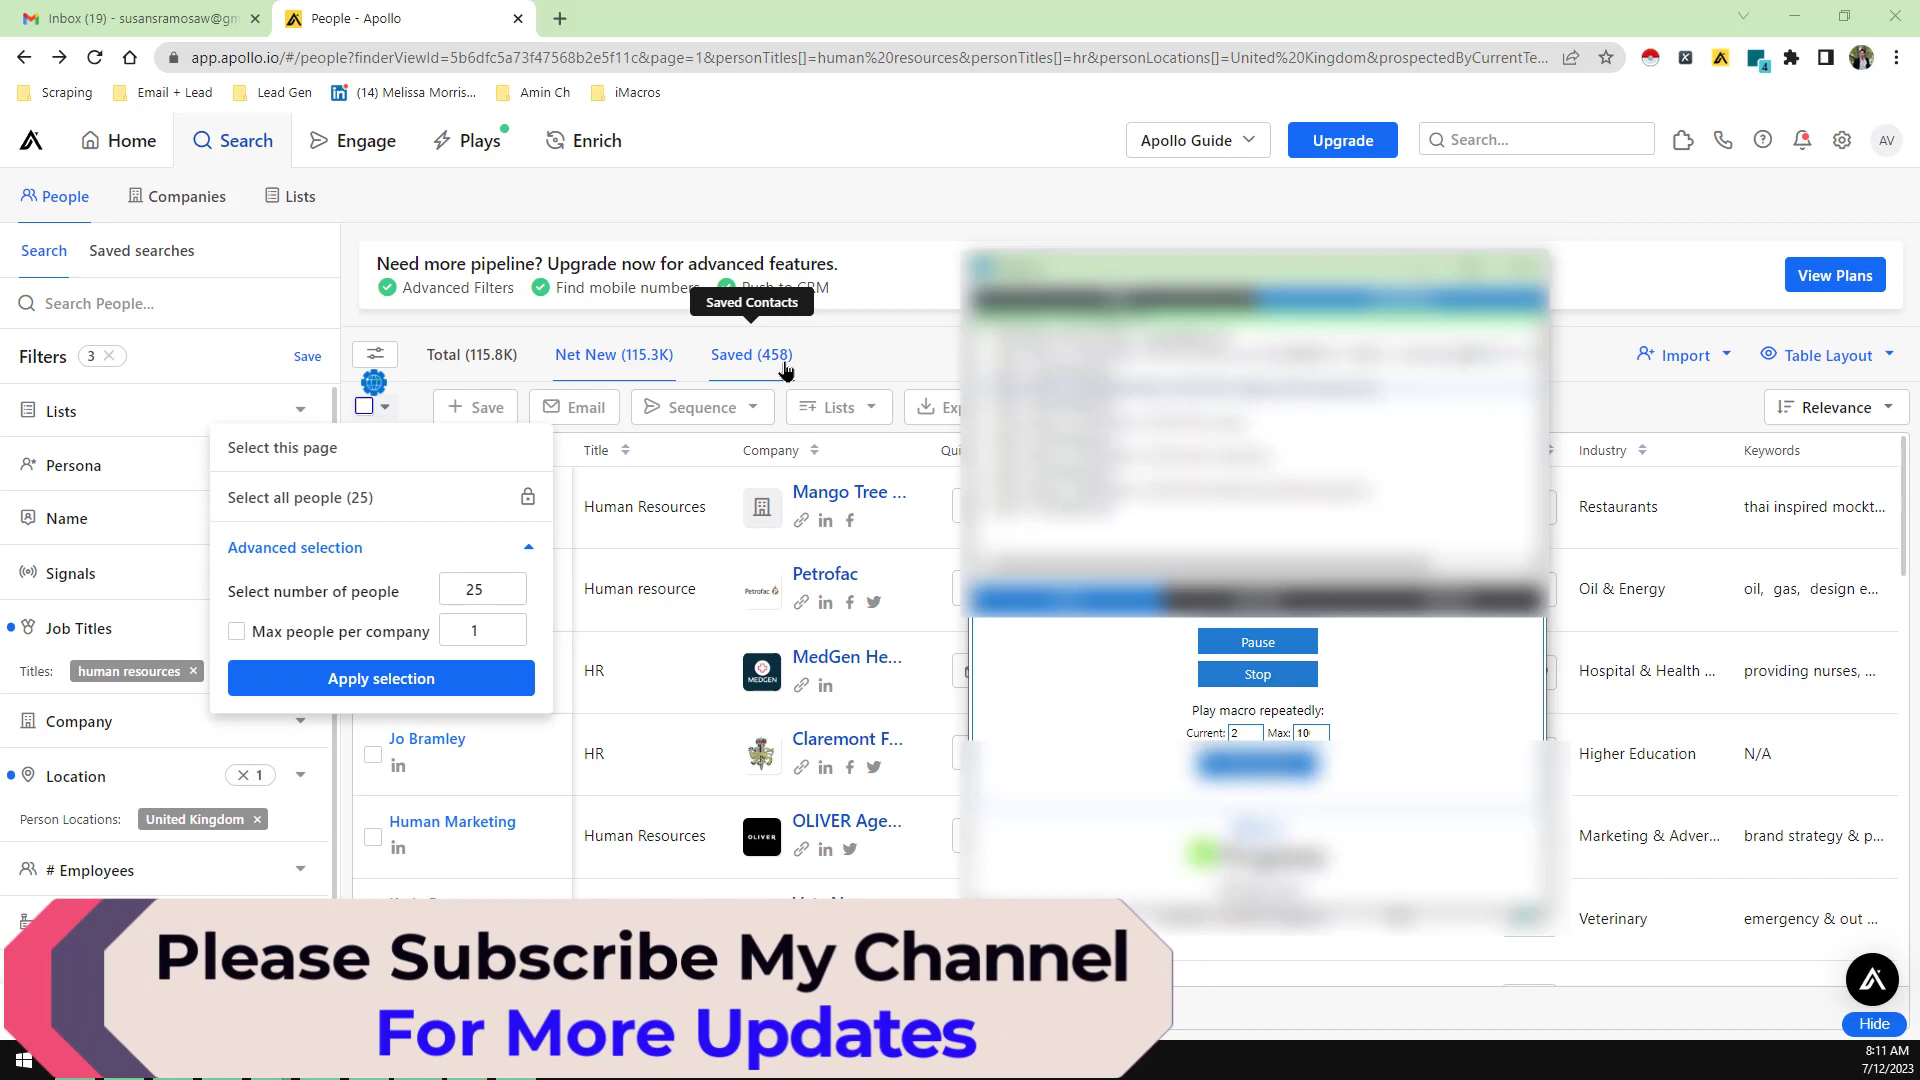 Inbox (19) - susansramosaw@gm
People - Apollo
app.apollo.io/#/people?finderViewId=5b6dfc5a73f47568b2e5f11c&page=1&personTitles[]=human%20resources&personTitles[]=hr&personLocations[]=United%20Kingdom&prospectedByCurrentTe...
4
Scraping
Email + Lead
Lead Gen
(14) Melissa Morris...
Amin Ch
iMacros
Home
Search
Engage
Plays
Enrich
Apollo Guide
Upgrade
Search...
AV
People
Companies
Lists
Search
Saved searches
Need more pipeline? Upgrade now for advanced features.
Advanced Filters
Find mobile numbers
Push to CRM
View Plans
Saved Contacts
Search People...
Filters
3
Save
Total (115.8K)
Net New (115.3K)
Saved (458)
Import
Table Layout
Lists
Save
Email
Sequence
Lists
Exp
Relevance
Select this page
Title
Company
Qui
Industry
Keywords
Persona
Select all people (25)
Human Resources
Mango Tree ...
Restaurants
thai inspired mockt...
Name
Advanced selection
Signals
Select number of people
25
Human resource
Petrofac
Petrofac
Oil & Energy
oil, gas, design e...
Job Titles
Max people per company
1
Titles:
human resources
Apply selection
HR
MEDGEN
MedGen He...
Hospital & Health ...
providing nurses, ...
Pause
Stop
Play macro repeatedly:
Current:
2
Max:
10
Company
Jo Bramley
HR
Claremont F...
Higher Education
N/A
Location
1
Person Locations:
United Kingdom
Human Marketing
Human Resources
OLIVER
OLIVER Age...
Marketing & Adver...
brand strategy & p...
# Employees
Veterinary
emergency & out ...
Please Subscribe My Channel
For More Updates
Hide
8:11 AM
7/12/2023